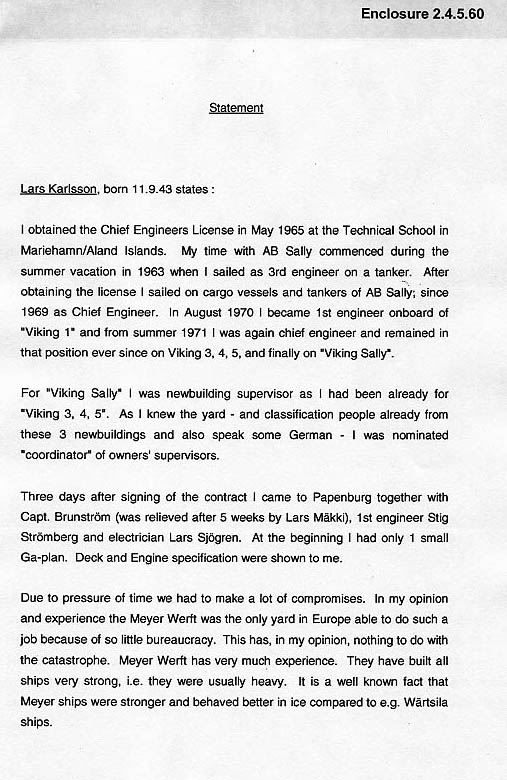 Enclosure 2.4.5.60
Statement
Lars Karlsson, born 11.9.43 states :
I obtained the Chief Engineers License in May 1965 at the Technical School in
Mariehamn/Aland Islands. My time with AB Sally commenced during the
summer vacation in 1963 when I sailed as 3rd engineer on a tanker. After
obtaining the license I sailed on cargo vessels and tankers of AB Sally; since
1969 as Chief Engineer. In August 1970 I became 1st engineer onboard of
"Viking 1" and from summer 1971 I was again chief engineer and remained in
that position ever since on Viking 3, 4, 5, and finally on "Viking Sally".
For "Viking Sally" I was newbuilding supervisor as I had been already for
"Viking 3, 4, 5". As I knew the yard - and classification people already from
these 3 newbuildings and also speak some German - I was nominated
"coordinator" of owners' supervisors.
Three days after signing of the contract I came to Papenburg together with
Capt. Brunström (was relieved after 5 weeks by Lars Mäkki), 1st engineer Stig
Strömberg and electrician Lars Sjögren. At the beginning I had only 1 small
Ga-plan. Deck and Engine specification were shown to me.
Due to pressure of time we had to make a lot of compromises. In my opinion
and experience the Meyer Werft was the only yard in Europe able to do such a
job because of so little bureaucracy. This has, in my opinion, nothing to do with
the catastrophe. Meyer Werft has very much experience. They have built all
ships very strong, i.e. they were usually heavy. It is a well known fact that
Meyer ships were stronger and behaved better in ice compared to e.g. Wärtsila
ships.